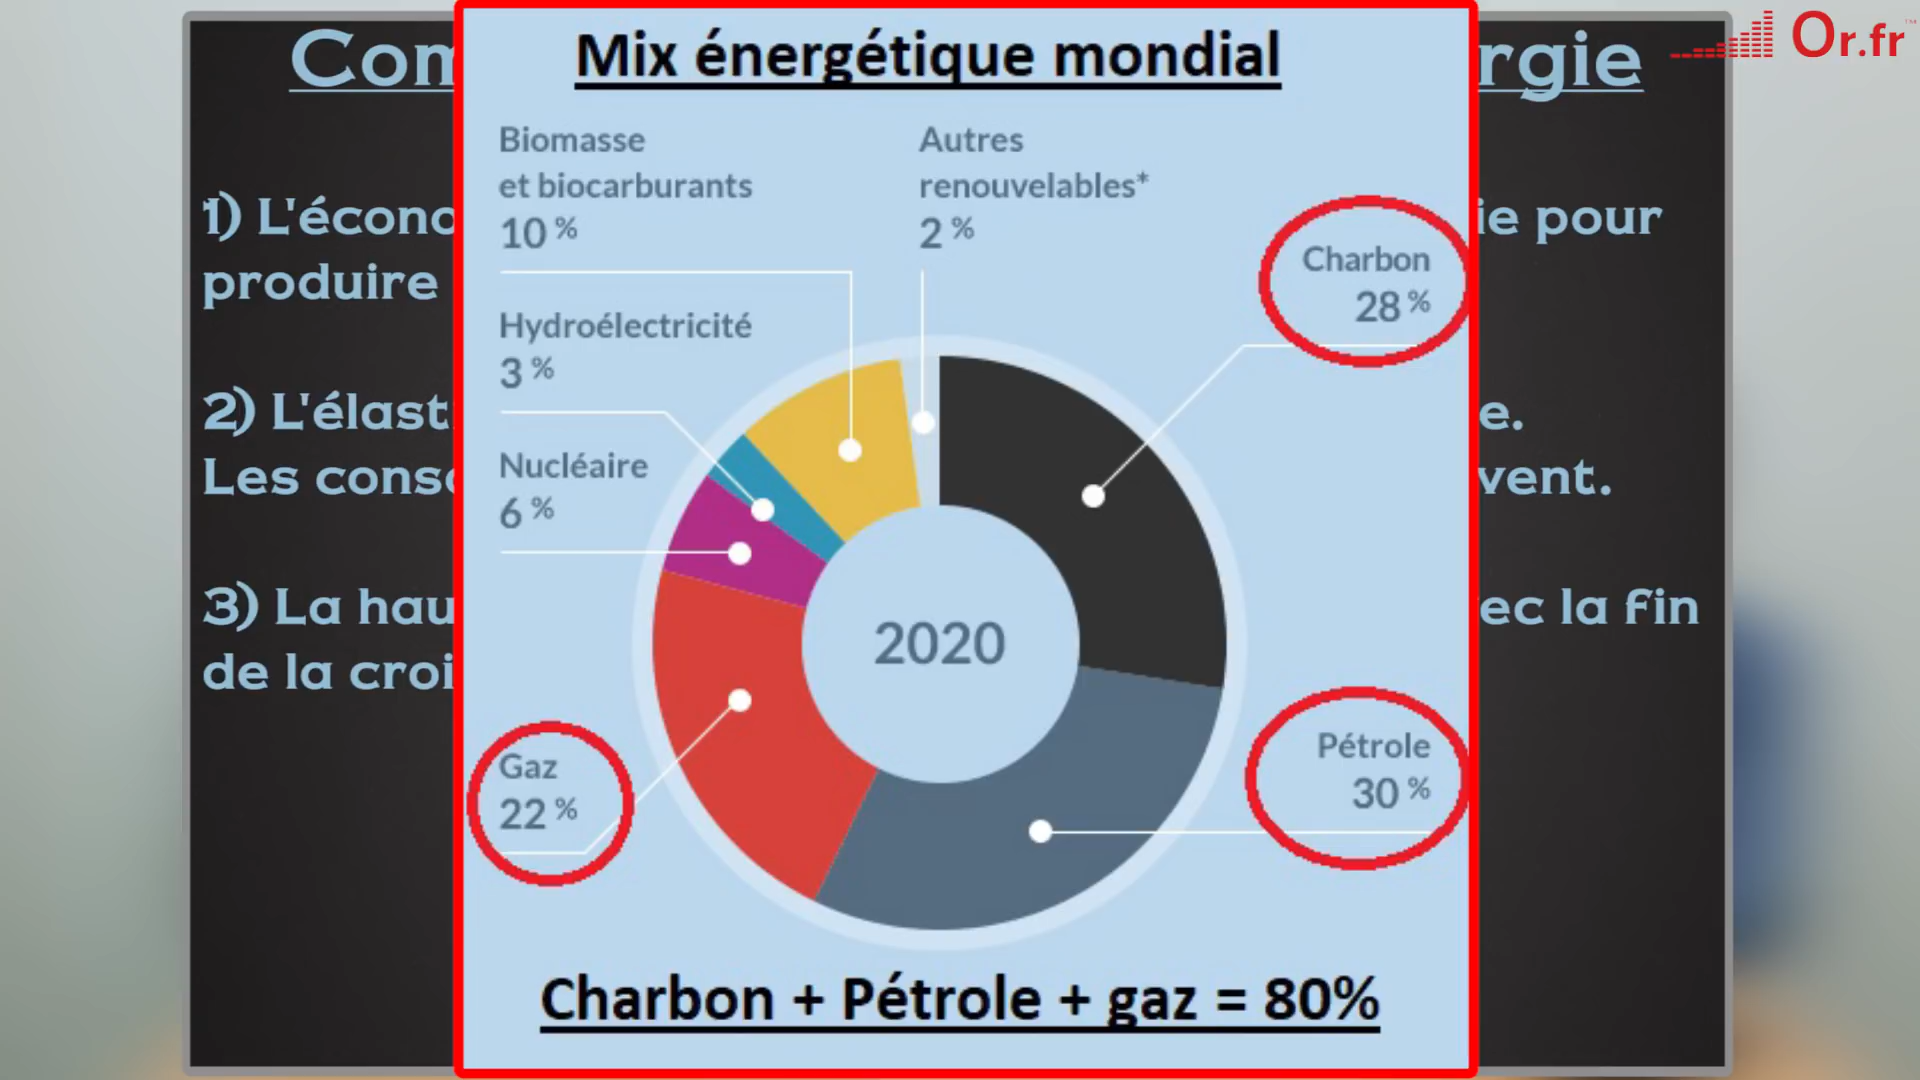 Com
rgie
Or.fr
Mix énergétique mondial
Biomasse
et biocarburants
10 %
Autres
renouvelables*
2 %
Charbon
28 %
Hydroélectricité
3 %
Nucléaire
6 %
2020
Gaz
22 %
Pétrole
30 %
Charbon + Pétrole + gaz = 80%
1) L'écono
ie pour
produire
2) L'élast
e.
Les conso
vent.
3) La hau
ec la fin
de la croi